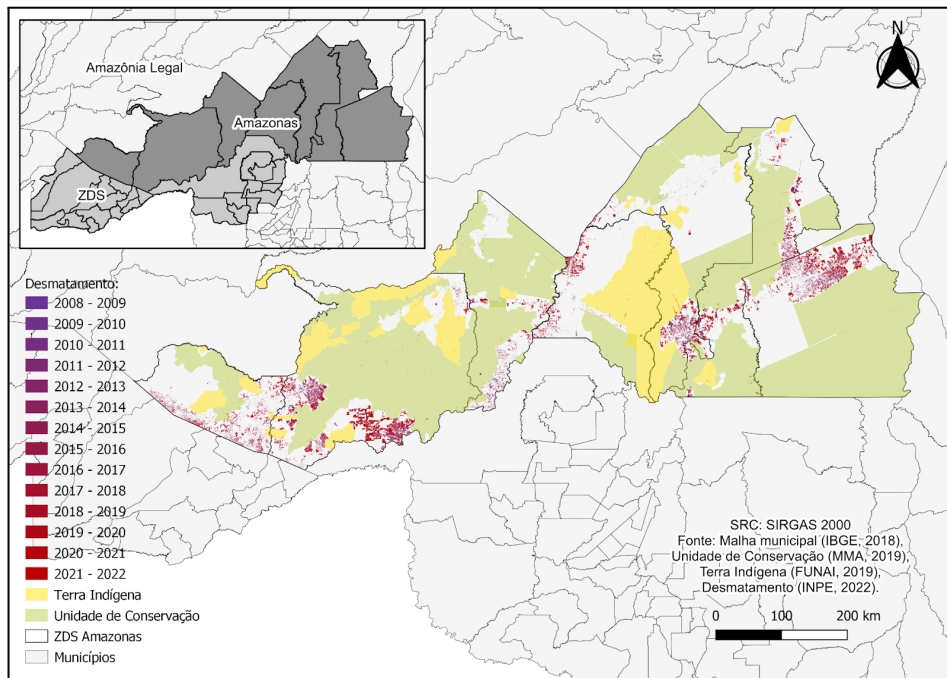 Amazônia Legal
Amazonas
ZDS
N
Desmatamento:
2008 - 2009
2009 - 2010
2010 - 2011
2011 - 2012
2012 - 2013
2013 - 2014
2014 - 2015
2015 - 2016
2016 - 2017
2017 - 2018
2018 - 2019
2019 - 2020
2020 - 2021
2021 - 2022
Terra Indígena
Unidade de Conservação
ZDS Amazonas
Municípios
SRC: SIRGAS 2000
Fonte: Malha municipal (IBGE, 2018),
Unidade de Conservação (MMA, 2019),
Terra Indígena (FUNAI, 2019),
Desmatamento (INPE, 2022).
0 100 200 km